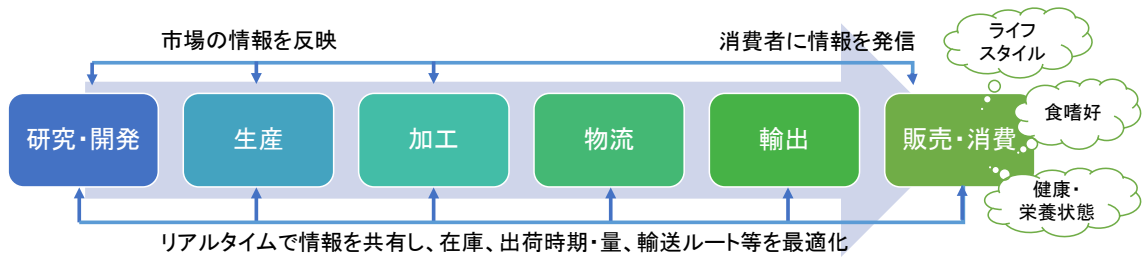 市場の情報を反映
消費者に情報を発信
ライフ
スタイル
研究・開発
生産
加工
物流
輸出
販売・消費
食嗜好
健康・
栄養状態
リアルタイムで情報を共有し、在庫、出荷時期・量、輸送ルート等を最適化